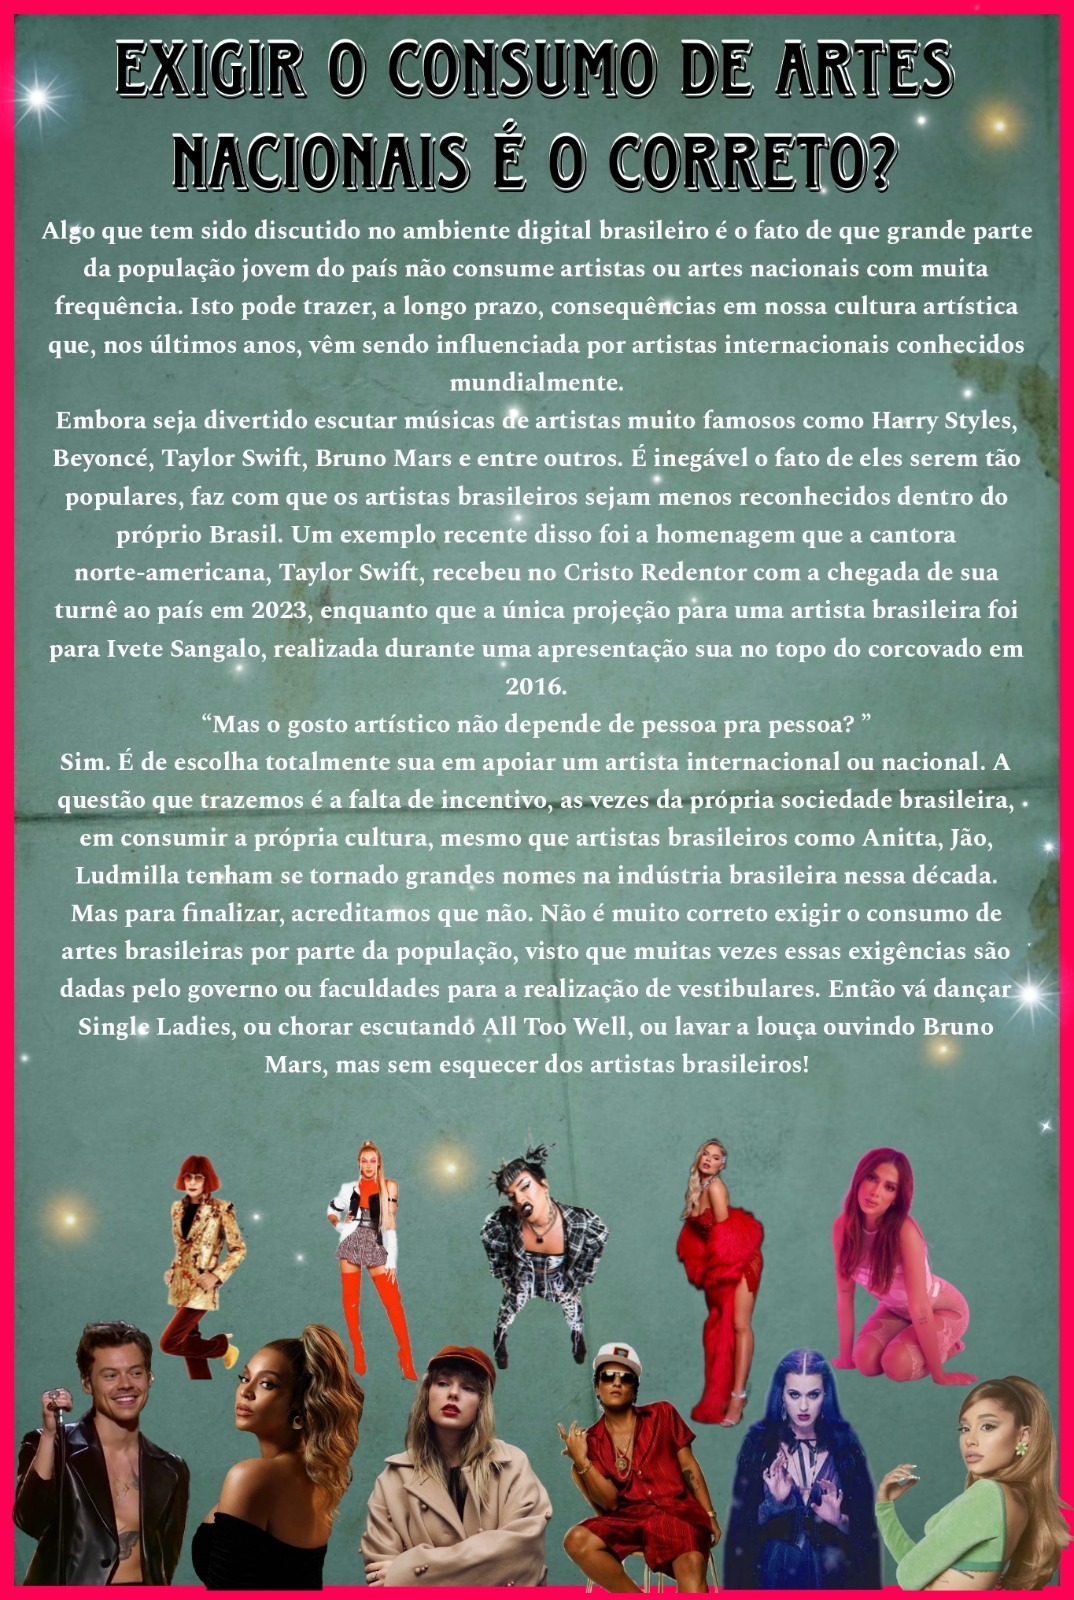 EXIGIR O CONSUMO DE ARTES
NACIONAIS É O CORRETO?
Algo que tem sido discutido no ambiente digital brasileiro é o fato de que grande parte
da população jovem do país não consume artistas ou artes nacionais com muita
frequência. Isto pode trazer, a longo prazo, consequências em nossa cultura artística
que, nos últimos anos, vêm sendo influenciada por artistas internacionais conhecidos
mundialmente.
Embora seja divertido escutar músicas de artistas muito famosos como Harry Styles,
Beyoncé, Taylor Swift, Bruno Mars e entre outros. É inegável o fato de eles serem tão
populares, faz com que os artistas brasileiros sejam menos reconhecidos dentro do
próprio Brasil. Um exemplo recente disso foi a homenagem que a cantora
norte-americana, Taylor Swift, recebeu no Cristo Redentor com a chegada de sua
turnê ao país em 2023, enquanto que a única projeção para uma artista brasileira foi
para Ivete Sangalo, realizada durante uma apresentação sua no topo do corcovado em
2016.
“Mas o gosto artístico não depende de pessoa pra pessoa? ”
Sim. É de escolha totalmente sua em apoiar um artista internacional ou nacional. A
questão que trazemos é a falta de incentivo, as vezes da própria sociedade brasileira,
em consumir a própria cultura, mesmo que artistas brasileiros como Anitta, Jão,
Ludmilla tenham se tornado grandes nomes na indústria brasileira nessa década.
Mas para finalizar, acreditamos que não. Não é muito correto exigir o consumo de
artes brasileiras por parte da população, visto que muitas vezes essas exigências são
dadas pelo governo ou faculdades para a realização de vestibulares. Então vá dançar
Single Ladies, ou chorar escutando All Too Well, ou lavar a louça ouvindo Bruno
Mars, mas sem esquecer dos artistas brasileiros!